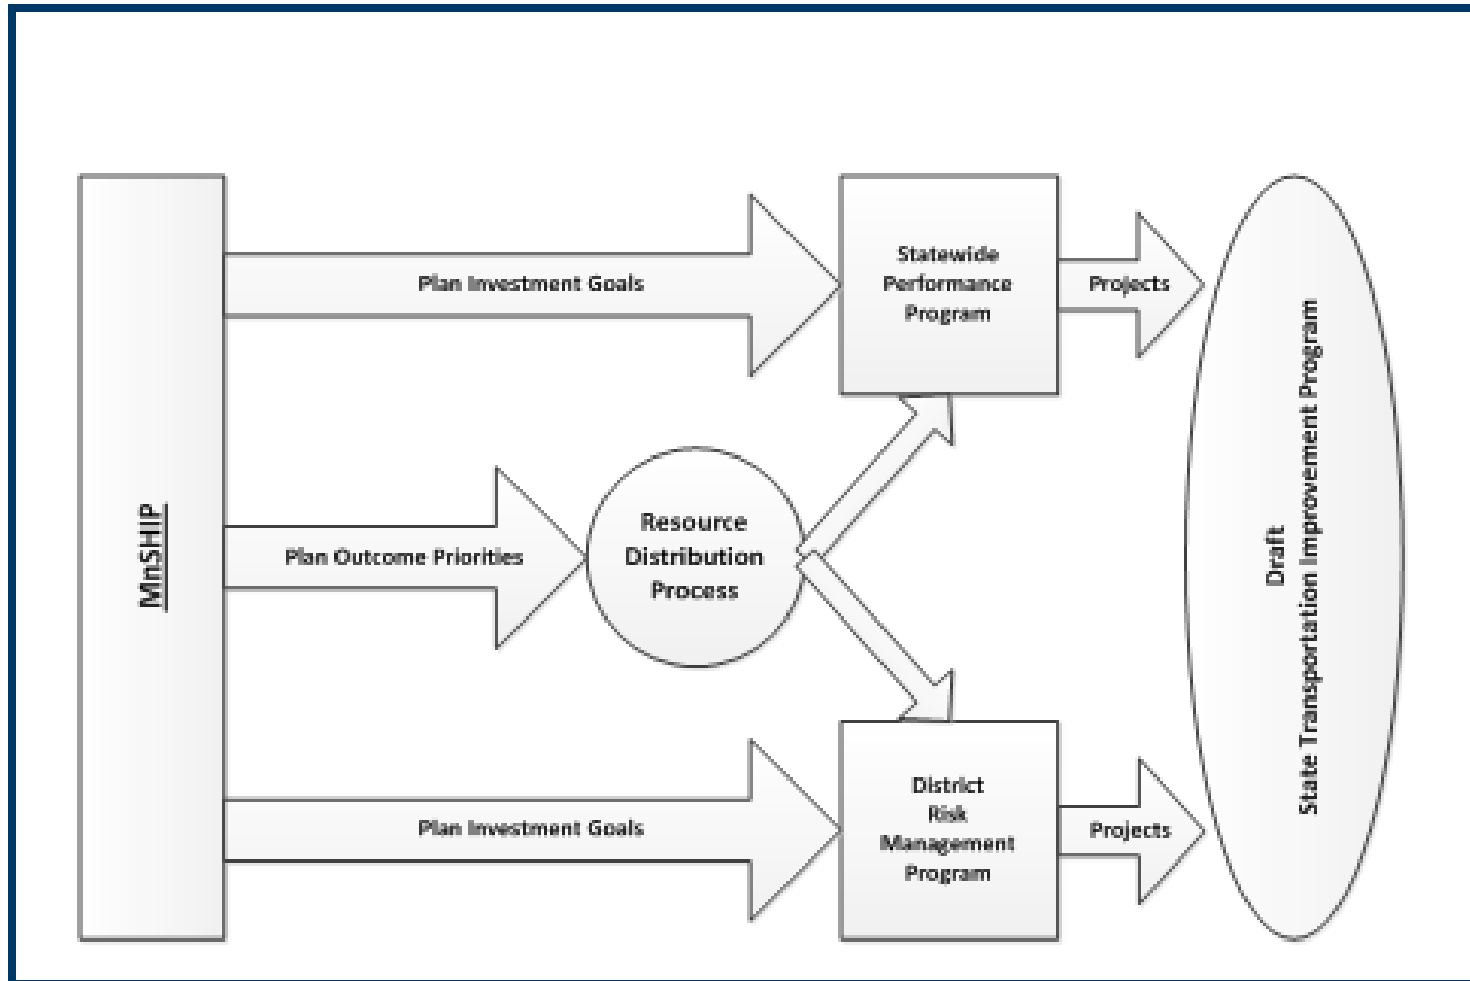 MnSHIP
Plan Investment Goals
Statewide
Performance
Program
Projects
Plan Outcome Priorities
Resource
Distribution
Process
Plan Investment Goals
District
Risk
Management
Program
Projects
Draft
State Transportation Improvement Program